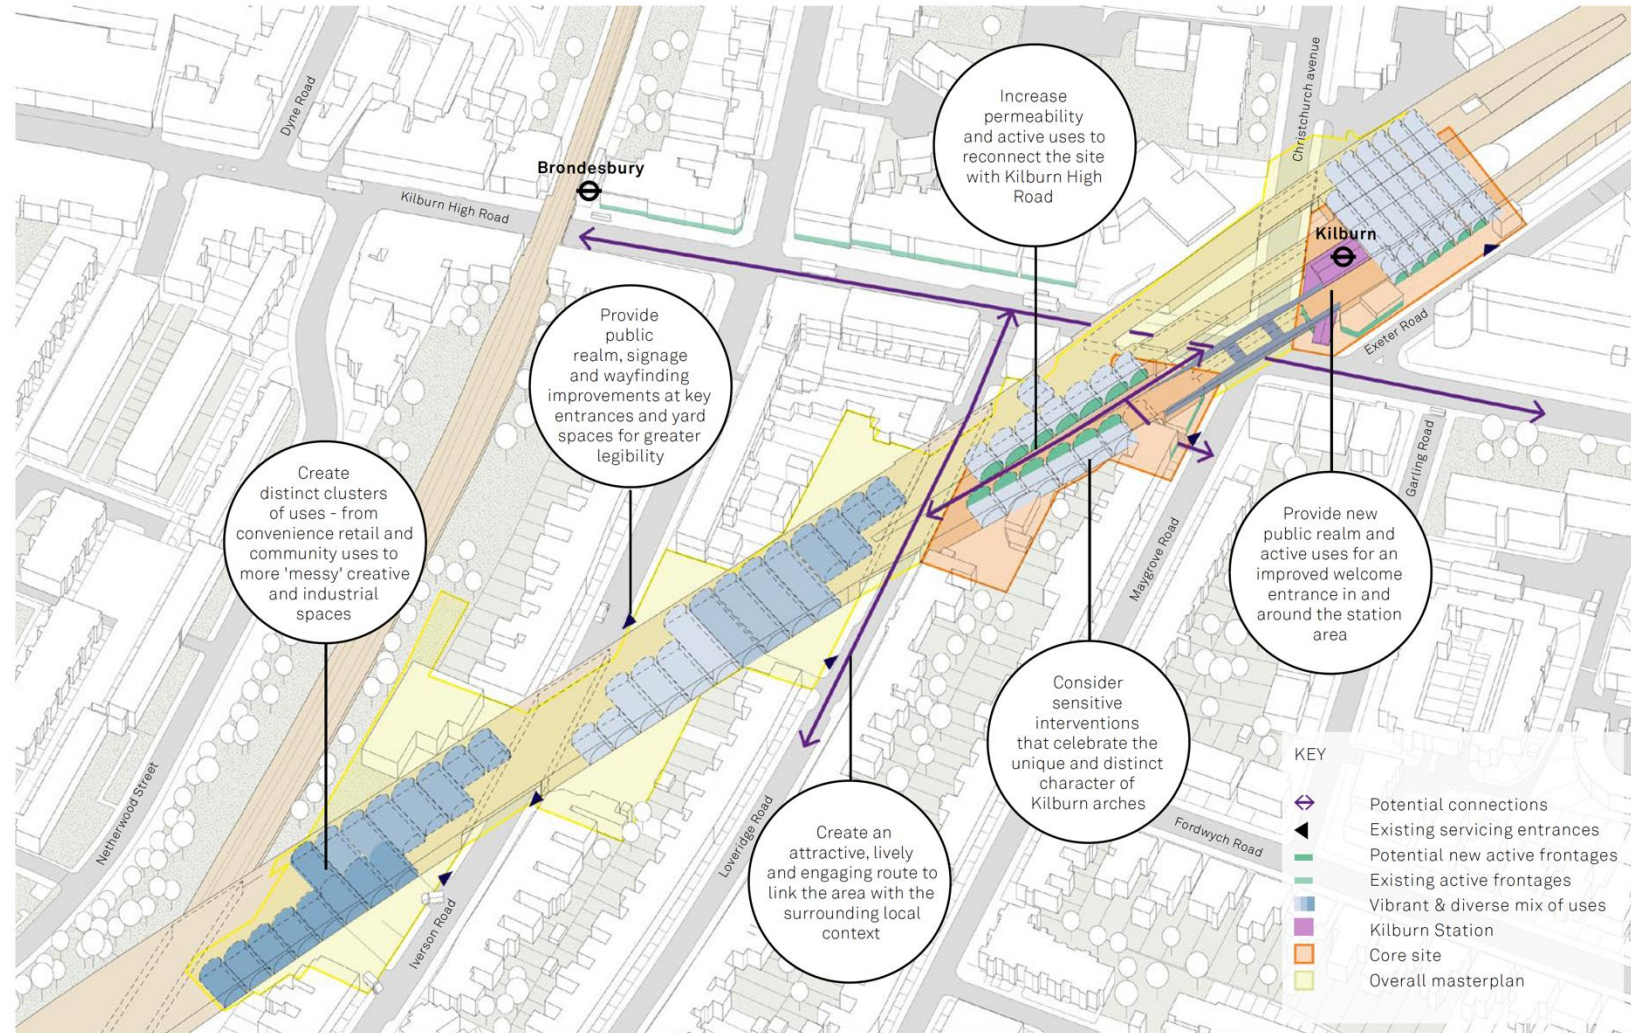 Dyne Road
Christchurch avenue
Brondesbury
Kilburn High Road
Increase
permeability
and active uses to
reconnect the site
with Kilburn High
Road
Kilburn
Exeter Road
Provide
public
realm, signage
and wayfinding
improvements at key
entrances and yard
spaces for greater
legibility
Create
distinct clusters
of uses - from
convenience retail and
community uses to
more 'messy' creative
and industrial
spaces
Garling Road
Maygrove Road
Provide new
public realm and
active uses for an
improved welcome
entrance in and
around the station
area
Consider
sensitive
interventions
that celebrate the
unique and distinct
character of
Kilburn arches
Netherwood Street
Loveridge Road
Iverson Road
Fordwych Road
Create an
attractive, lively
and engaging route to
link the area with the
surrounding local
context
KEY
Potential connections
Existing servicing entrances
Potential new active frontages
Existing active frontages
Vibrant & diverse mix of uses
Kilburn Station
Core site
Overall masterplan